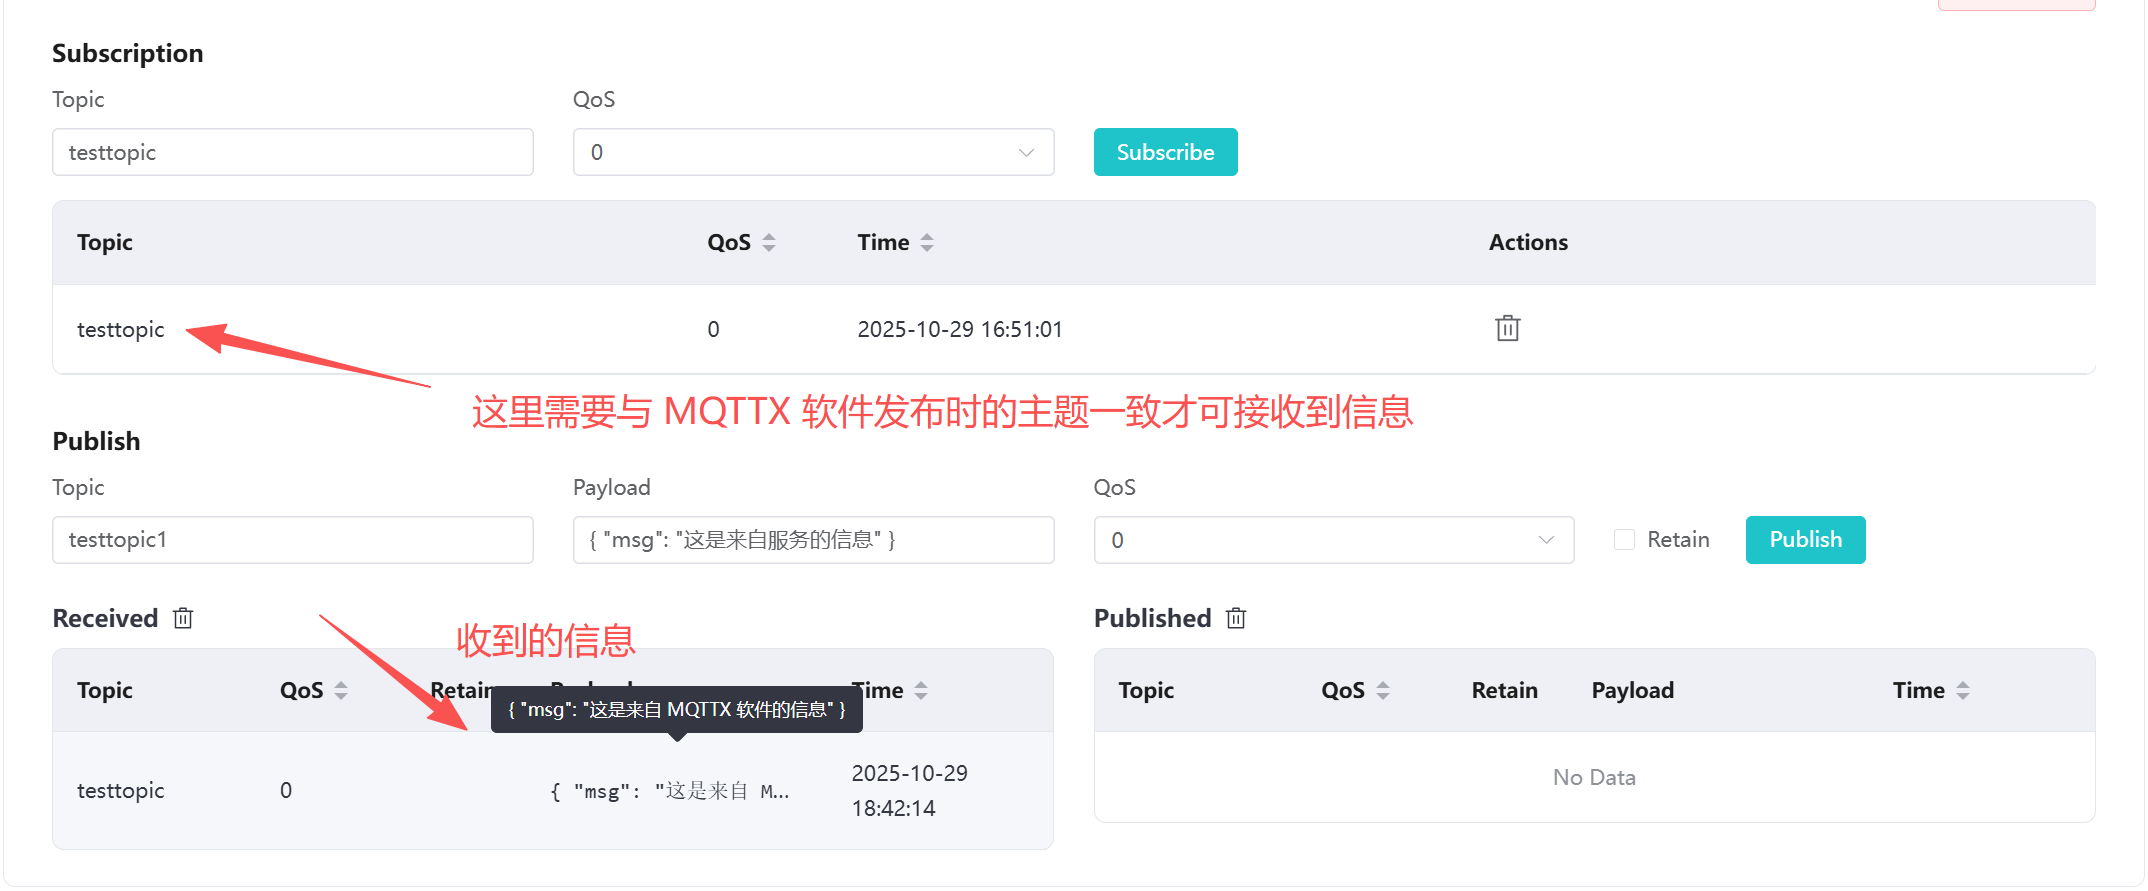 Subscription
Topic QoS
testtopic 0 Subscribe
Topic QoS Time Actions
testtopic 0 2025-10-29 16:51:01
这里需要与 MQTTX 软件发布时的主题一致才可接收到信息
Publish
Topic Payload QoS
testtopic1 { "msg": "这是来自服务的信息" } 0 Retain Publish
Received Published
收到的信息
Topic QoS Retain Time
{ "msg": "这是来自 MQTTX 软件的信息" }
testtopic 0 { "msg": "这是来自 M... 2025-10-29
18:42:14
Topic QoS Retain Payload Time
No Data